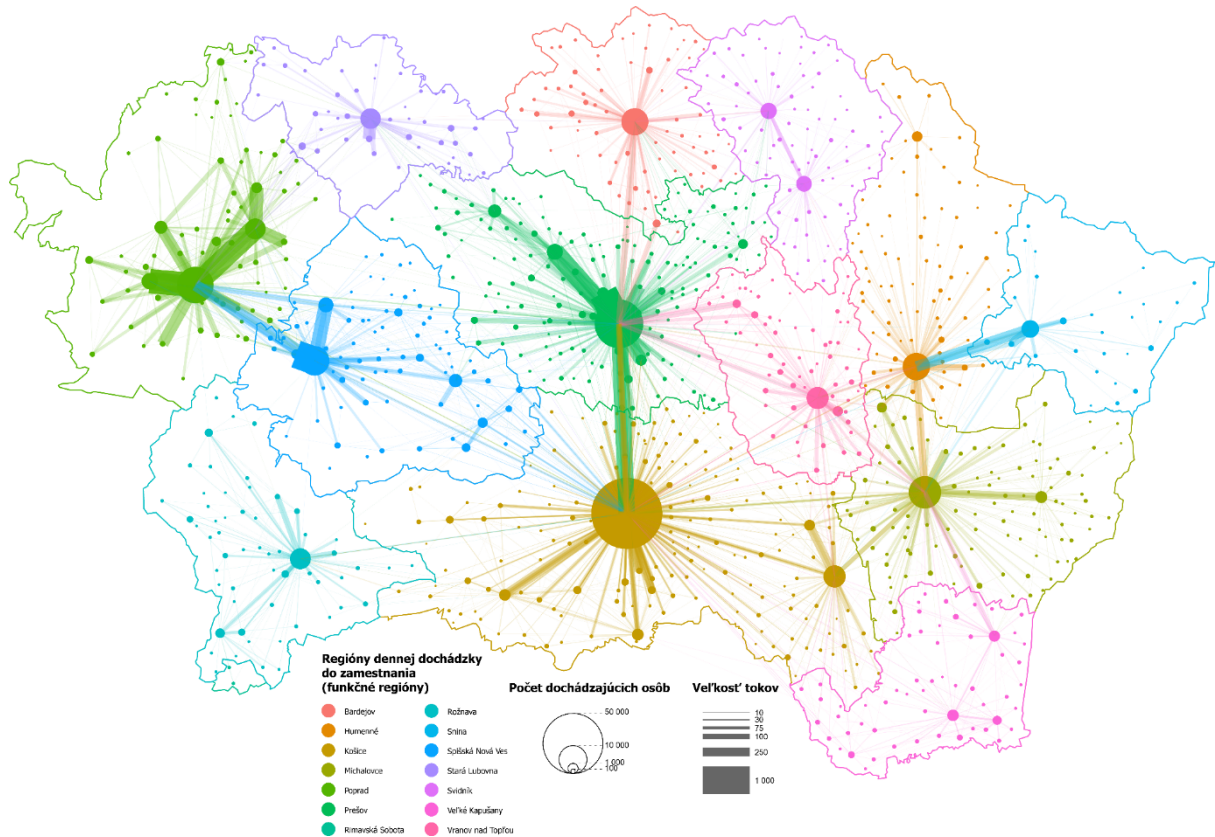 Regióny dennej dochádzky
do zamestnania
(funkčné regióny)
Bardejov
Humenné
Košice
Michalovce
Poprad
Prešov
Rimavská Sobota
Rožnava
Snina
Spišská Nová Ves
Stará Ľubovňa
Svidník
Veľké Kapušany
Vranov nad Topľou
Počet dochádzajúcich osôb
50 000
10 000
1 000
100
Veľkosť tokov
10
30
75
100
250
1 000